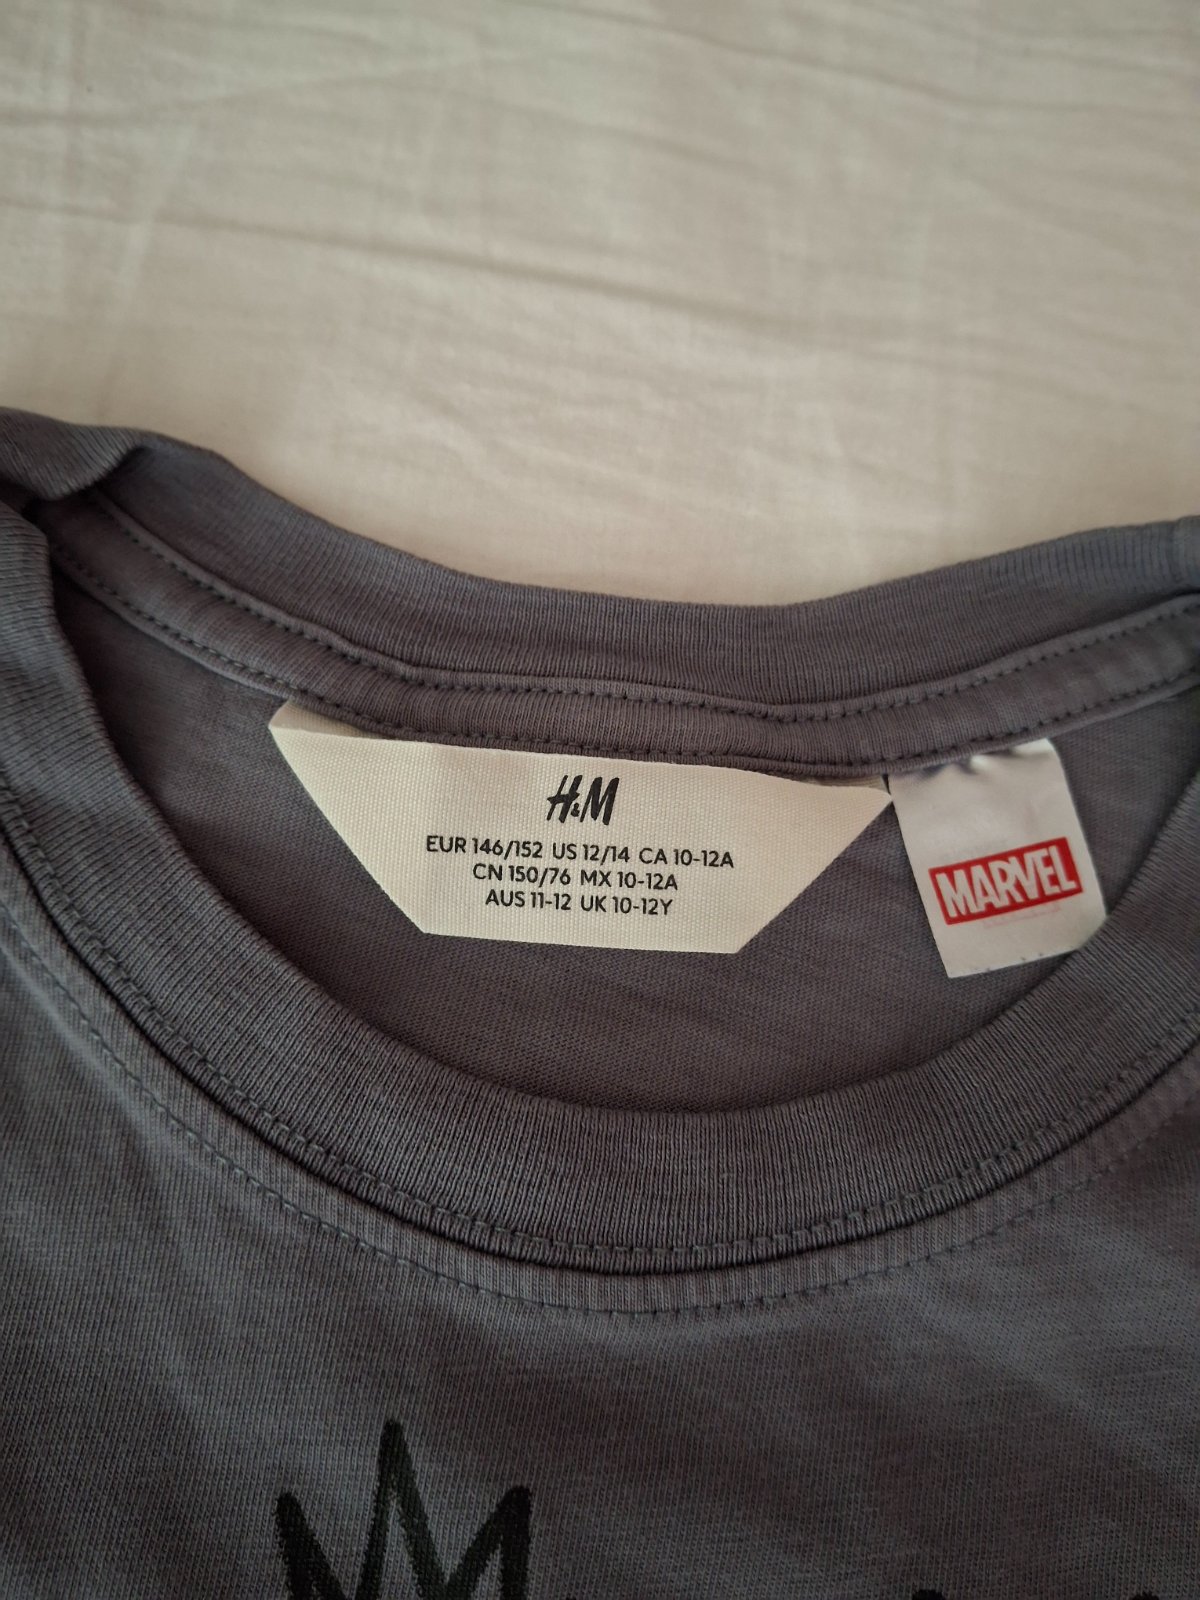 H&M
EUR 146/152 US 12/14 CA 10-12A
CN 150/76 MX 10-12A
AUS 11-12 UK 10-12Y
MARVEL